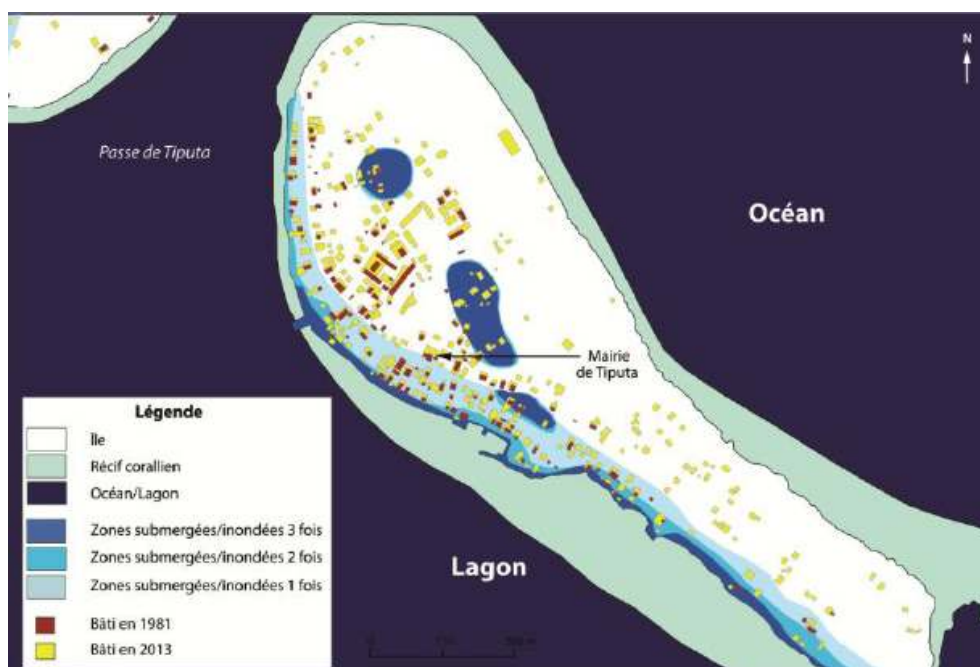 N
Passe de Tiputa
Océan
Mairie
de Tiputa
Lagon
Légende
Île
Récif corallien
Océan/Lagon
Zones submergées/inondées 3 fois
Zones submergées/inondées 2 fois
Zones submergées/inondées 1 fois
Bâti en 1981
Bâti en 2013